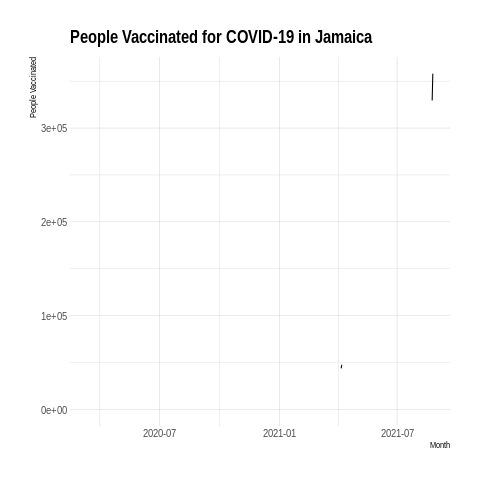 People Vaccinated for COVID-19 in Jamaica
People Vaccinated
3e+05
2e+05
1e+05
0e+00
2020-07
2021-01
2021-07
Month